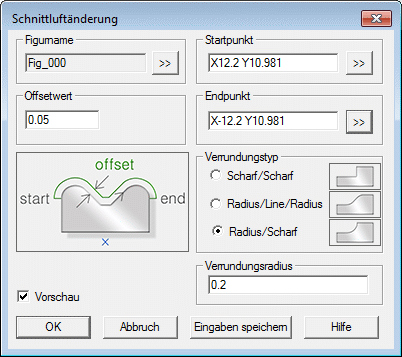 Schnittluftänderung
Figurname
Fig_000
>>
Startpunkt
X12.2 Y10.981
>>
Offsetwert
0.05
Endpunkt
X-12.2 Y10.981
>>
offset
start
end
x
Verrundungstyp
Scharf/Scharf
Radius/Line/Radius
Radius/Scharf
Verrundungsradius
0.2
Vorschau
OK
Abbruch
Eingaben speichern
Hilfe